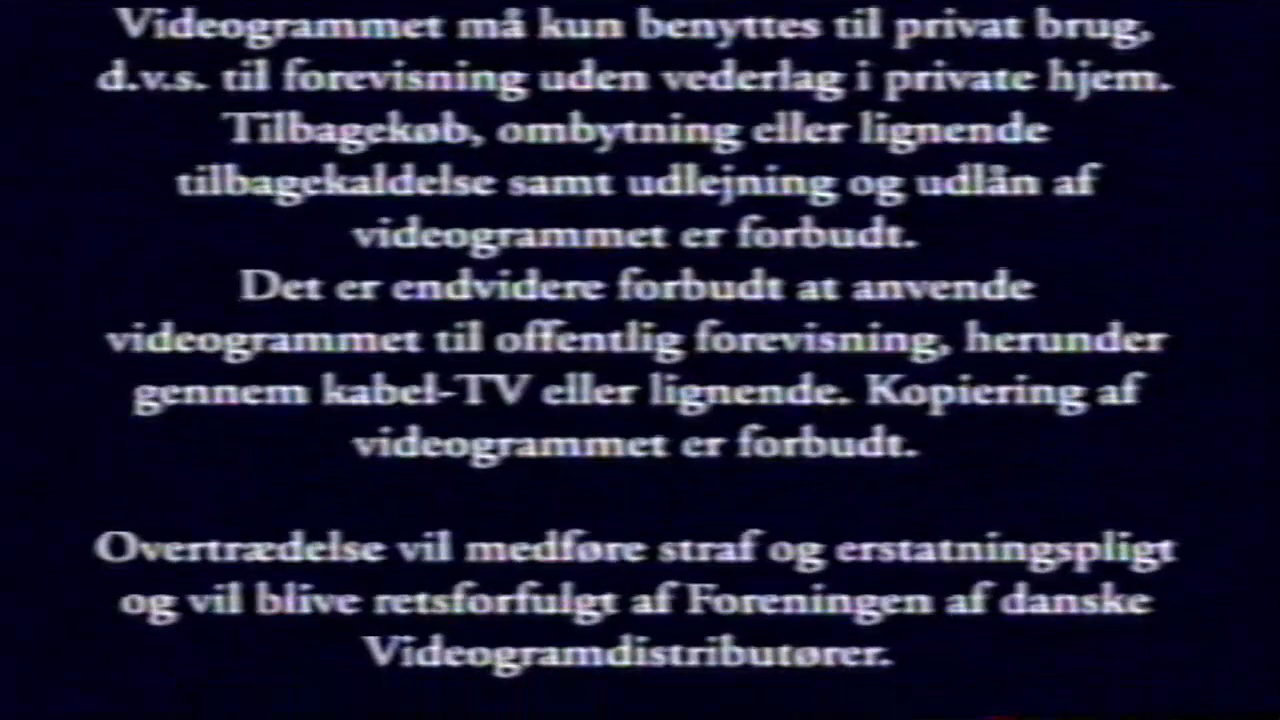 Videogrammet må kun benyttes til privat brug,
d.v.s. til forevisning uden vederlag i private hjem.
Tilbagekøb, ombytning eller lignende
tilbagekaldelse samt udlejning og udlån af
videogrammet er forbudt.
Det er endvidere forbudt at anvende
videogrammet til offentlig forevisning, herunder
gennem kabel-TV eller lignende. Kopiering af
videogrammet er forbudt.
Overtrædelse vil medføre straf og erstatningspligt
og vil blive retsforfulgt af Foreningen af danske
Videogramdistributører.